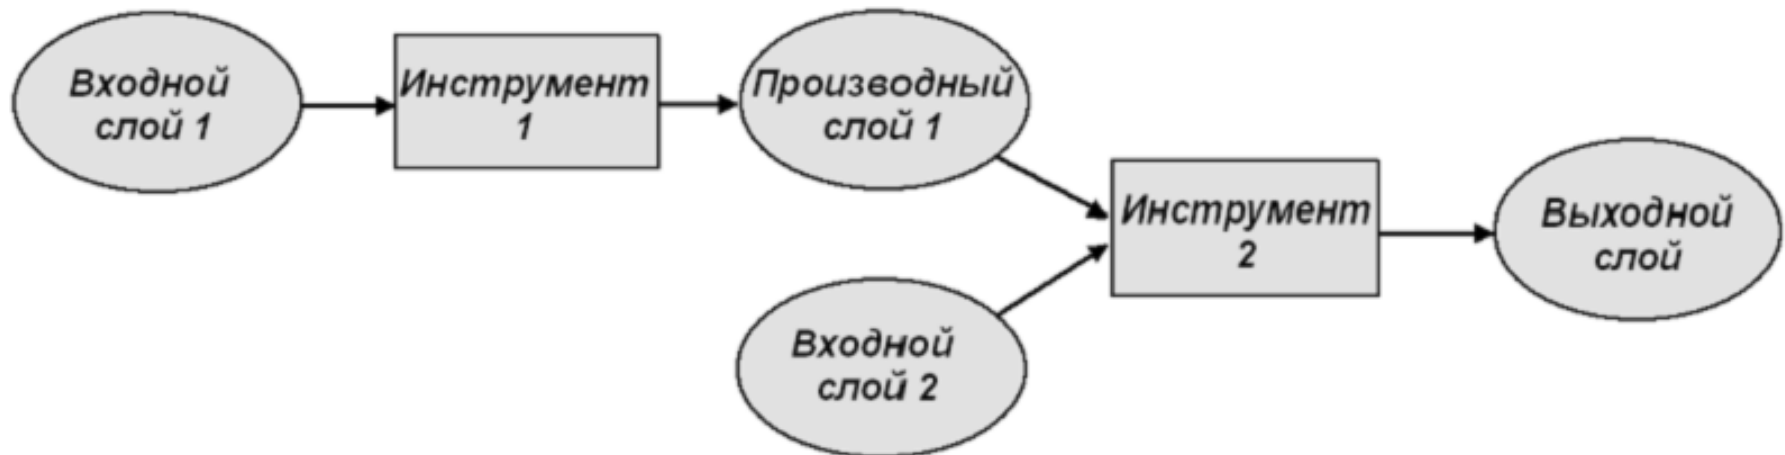 Входной
слой 1
Инструмент
1
Производный
слой 1
Инструмент
2
Выходной
слой
Входной
слой 2